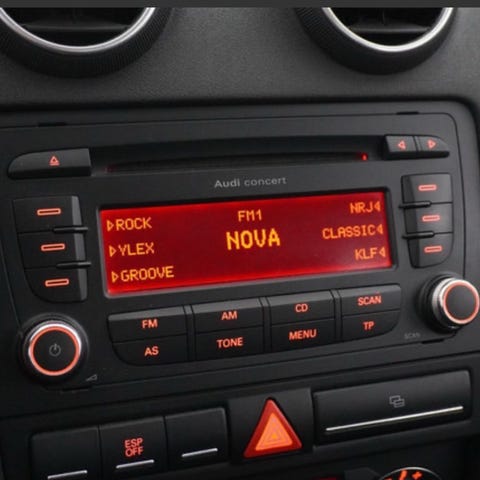 Audi concert
FM1
ROCK
NOVA
NRJ
YLEX
CLASSIC
GROOVE
KLF
FM
AM
CD
SCAN
AS
TONE
MENU
TP
SCAN
ESP
OFF